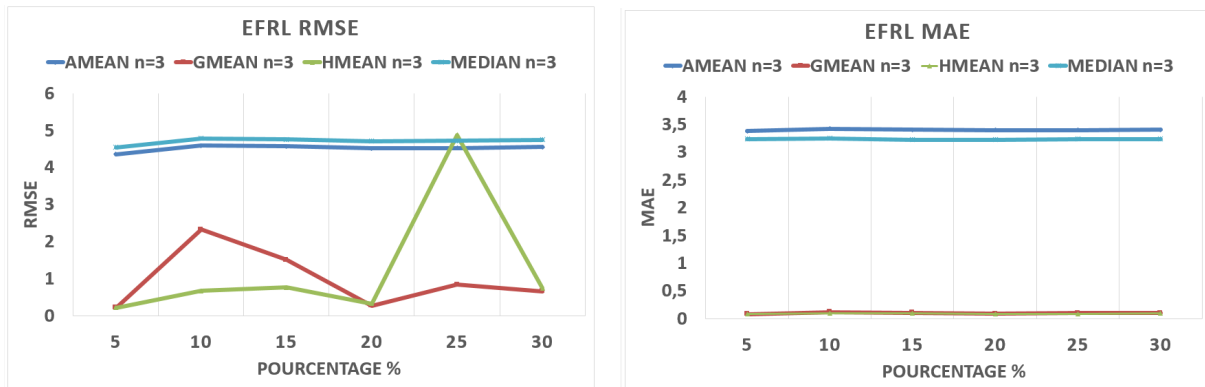 EFRL RMSE
AMEAN n=3 GMEAN n=3 HMEAN n=3 MEDIAN n=3
6
5
4
3
2
1
0
RMSE
5 10 15 20 25 30
POURCENTAGE %
EFRL MAE
AMEAN n=3 GMEAN n=3 HMEAN n=3 MEDIAN n=3
4
3,5
3
2,5
2
1,5
1
0,5
0
MAE
5 10 15 20 25 30
POURCENTAGE %